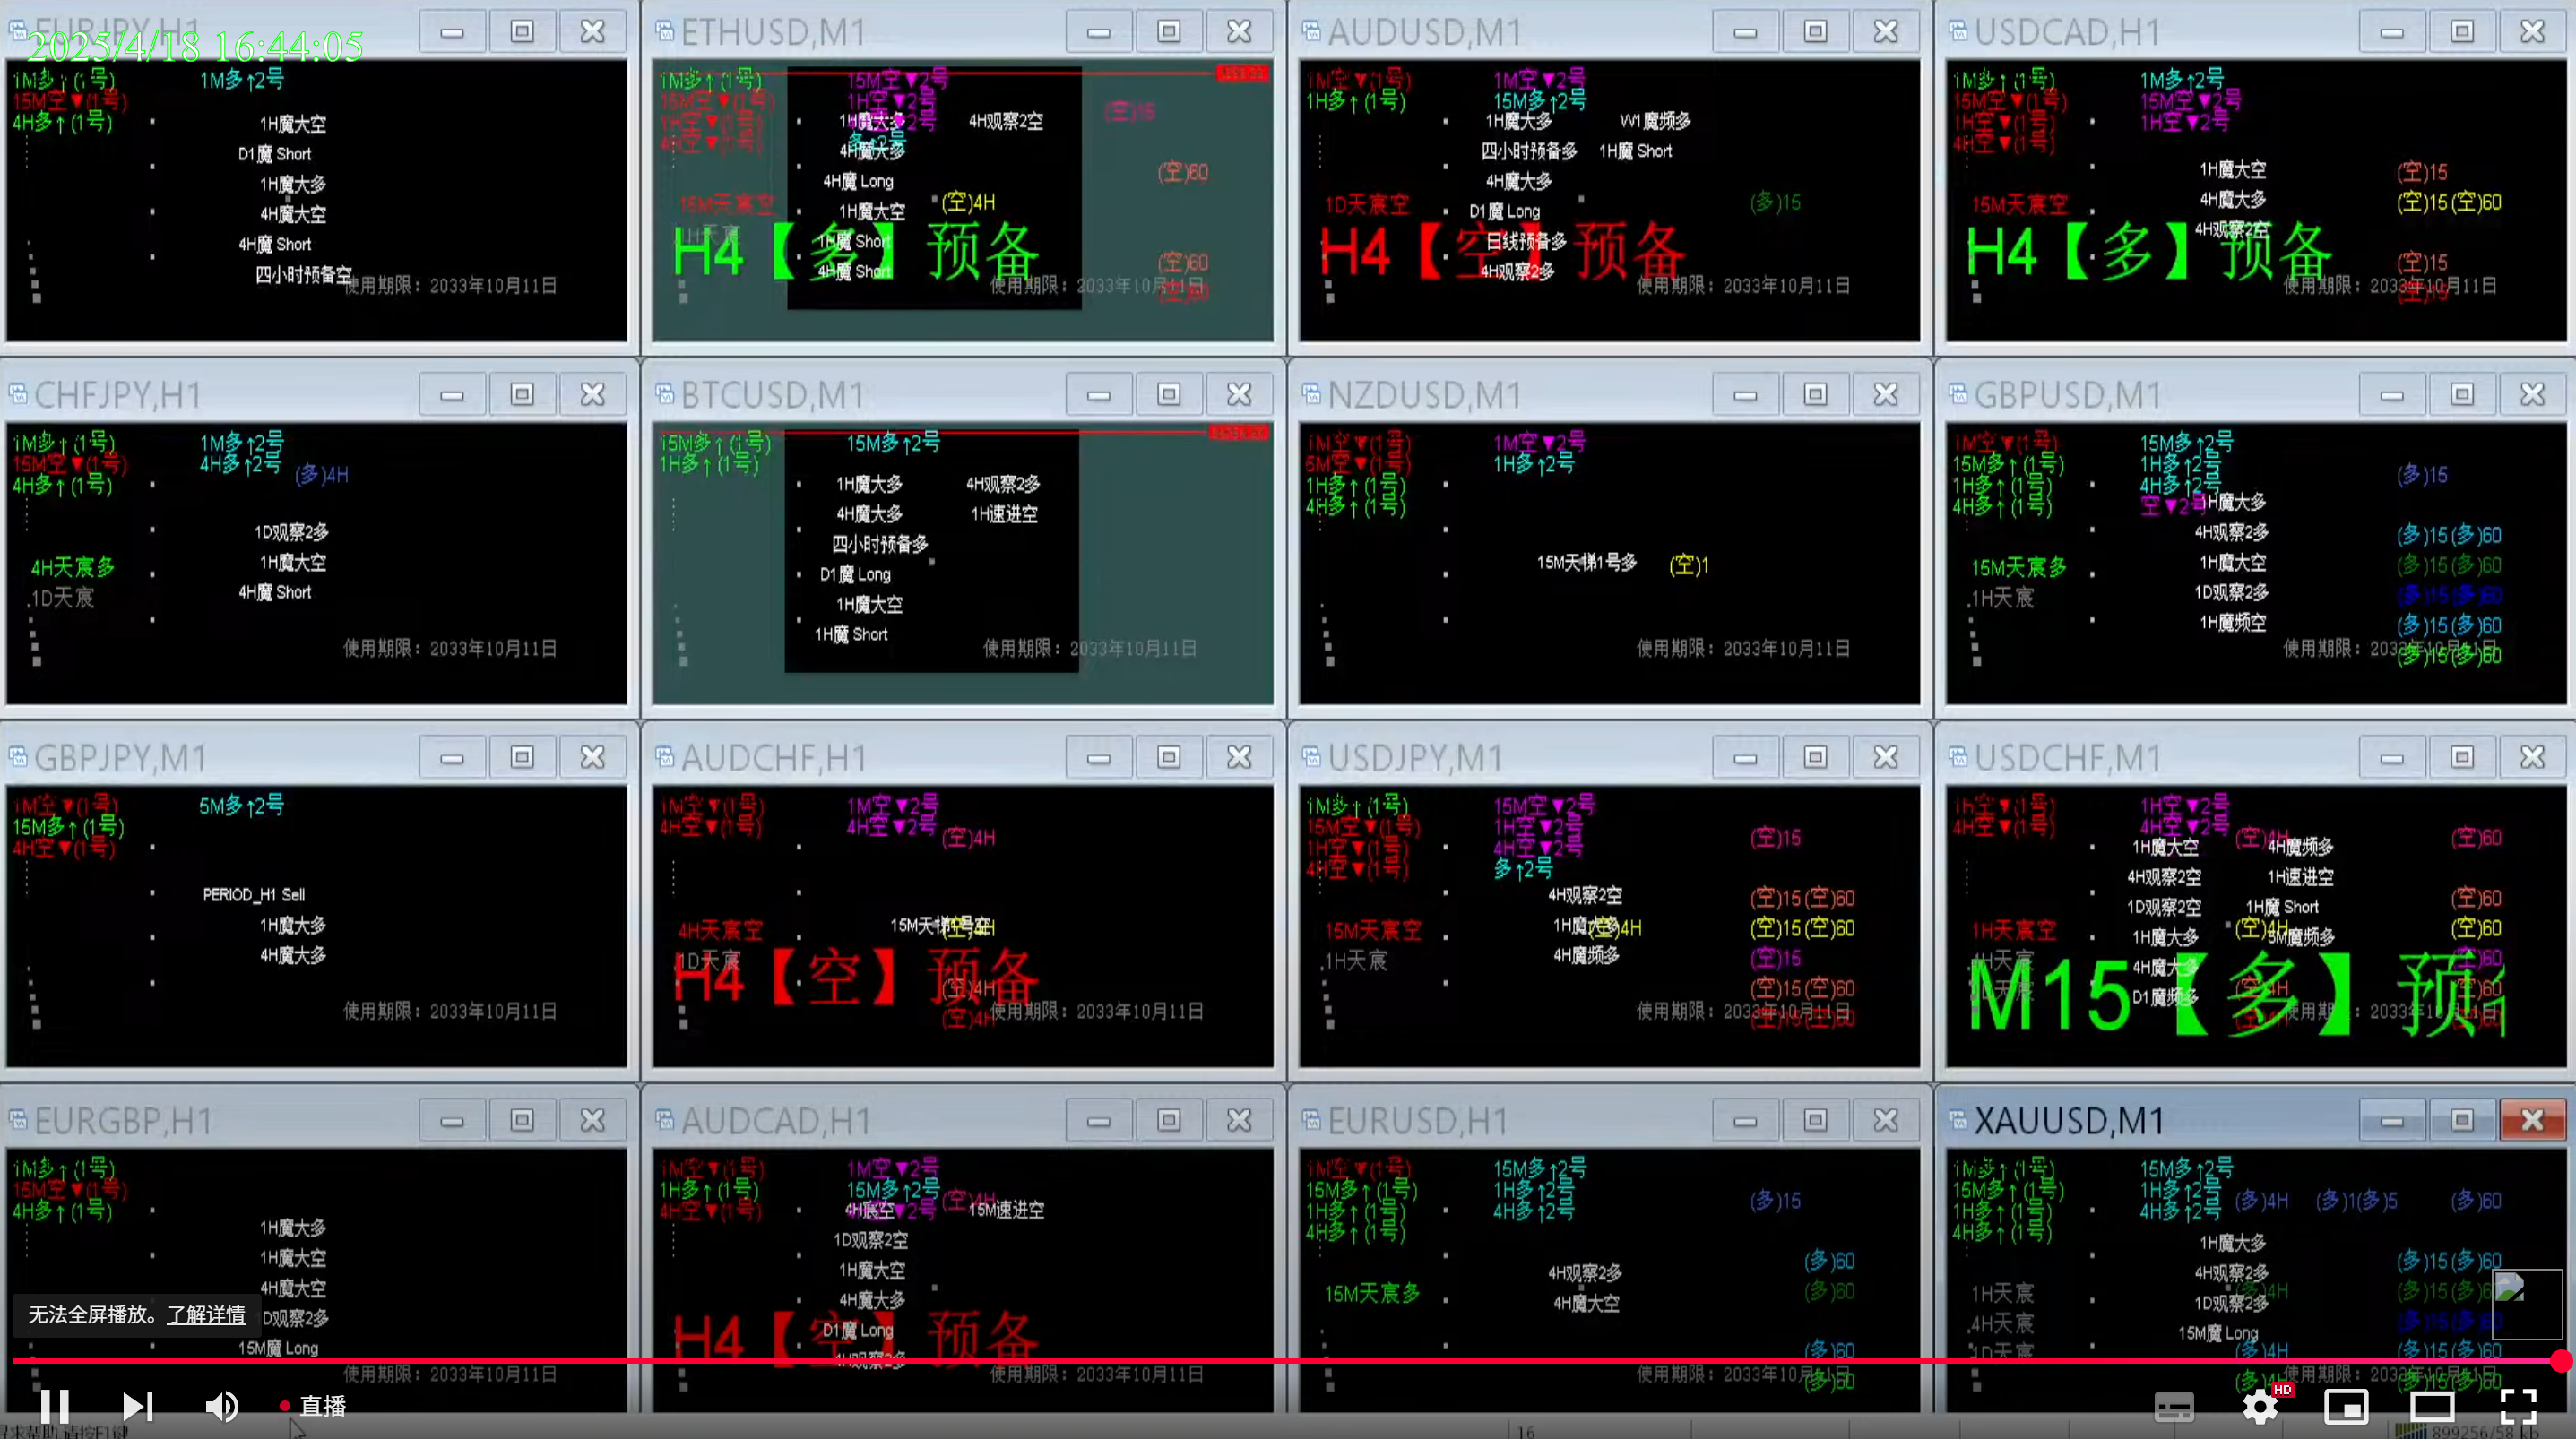 EURJPY,H1
2025/4/18 16:44:05
1M多↑(1号)
1M多↑2号
15M空▼(1号)
4H多↑(1号)
1H魔大空
D1魔 Short
1H魔大多
4H魔大空
4H魔 Short
四小时预备空
使用期限：2033年10月11日
ETHUSD,M1
1M多↑(1号)
15M空▼2号
15M空▼(1号)
1H空▼2号
1H空▼(1号)
1H魔大多
4H观察2空
(空)15
4H空▼(1号)
多↑2号
4H魔大多
(空)60
4H魔 Long
15M天宸空
1H魔大空
(空)4H
1H天宸
1H魔 Short
H4【多】预备
(空)60
4H魔 Short
使用期限：2033年10月11日
(空)60
AUDUSD,M1
1M空▼(1号)
1M空▼2号
1H多↑(1号)
15M多↑2号
1H魔大多
W1魔频多
四小时预备多
1H魔 Short
4H魔大多
1D天宸空
D1魔 Long
(多)15
日线预备多
H4【空】预备
4H观察2多
使用期限：2033年10月11日
USDCAD,H1
1M多↑(1号)
1M多↑2号
15M空▼(1号)
15M空▼2号
1H空▼(1号)
1H空▼2号
4H空▼(1号)
1H魔大空
(空)15
15M天宸空
4H魔大多
(空)15(空)60
4H观察2空
H4【多】预备
(空)15
使用期限：2033年10月11日
(空)15
CHFJPY,H1
1M多↑(1号)
1M多↑2号
15M空▼(1号)
4H多↑2号
(多)4H
4H多↑(1号)
1D观察2多
1H魔大空
4H天宸多
4H魔 Short
.1D天宸
使用期限：2033年10月11日
BTCUSD,M1
15M多↑(1号)
15M多↑2号
1H多↑(1号)
1H魔大多
4H观察2多
4H魔大多
1H速进空
四小时预备多
D1魔 Long
1H魔大空
1H魔 Short
使用期限：2033年10月11日
NZDUSD,M1
1M空▼(1号)
1M空▼2号
5M空▼(1号)
1H多↑2号
1H多↑(1号)
4H多↑(1号)
15M天梯1号多
(空)1
使用期限：2033年10月11日
GBPUSD,M1
1M空▼(1号)
15M多↑2号
15M多↑(1号)
1H多↑2号
(多)15
1H多↑(1号)
4H多↑2号
4H多↑(1号)
空▼2号
1H魔大多
4H观察2多
(多)15(多)60
15M天宸多
1H魔大空
(多)15(多)60
.1H天宸
1D观察2多
(多)15(多)60
1H魔频空
(多)15(多)60
使用期限：2033年10月11日
(多)15(多)60
GBPJPY,M1
1M空▼(1号)
5M多↑2号
15M多↑(1号)
4H空▼(1号)
PERIOD_H1 Sell
1H魔大多
4H魔大多
使用期限：2033年10月11日
AUDCHF,H1
1M空▼(1号)
1M空▼2号
4H空▼(1号)
4H空▼2号
(空)4H
4H天宸空
15M天梯1号空
(空)4H
1D天宸
H4【空】预备
(空)4H
使用期限：2033年10月11日
(空)4H
USDJPY,M1
1M多↑(1号)
15M空▼2号
15M空▼(1号)
1H空▼2号
(空)15
1H空▼(1号)
4H空▼2号
4H空▼(1号)
多↑2号
4H观察2空
(空)15(空)60
15M天宸空
1H魔大多
(空)4H
(空)15(空)60
.1H天宸
4H魔频多
(空)15
(空)15(空)60
使用期限：2033年10月11日
(空)15(空)60
USDCHF,M1
1H空▼(1号)
1H空▼2号
4H空▼(1号)
4H空▼2号
(空)4H
(空)60
1H魔大空
4H魔频多
4H观察2空
1H速进空
1D观察2空
1H魔 Short
(空)60
1H天宸空
1H魔大多
(空)4H
5M魔频多
(空)60
4H天宸
4H魔大多
(空)60
M15【多】预备
1D天宸
D1魔频多
(空)4H
(空)60
使用期限：2033年10月11日
EURGBP,H1
1M多↑(1号)
15M空▼(1号)
4H多↑(1号)
1H魔大多
1H魔大空
4H魔大空
1D观察2多
15M魔 Long
使用期限：2033年10月11日
AUDCAD,H1
1M空▼(1号)
1M空▼2号
1H多↑(1号)
15M多↑2号
(空)4H
4H空▼(1号)
4H宸空
15M速进空
1D观察2空
1H魔大空
4H魔大多
D1魔 Long
H4【空】预备
4H观察2多
使用期限：2033年10月11日
EURUSD,H1
1M空▼(1号)
15M多↑2号
15M多↑(1号)
1H多↑2号
(多)15
1H多↑(1号)
4H多↑2号
4H多↑(1号)
4H观察2多
(多)60
15M天宸多
4H魔大空
(多)60
(多)60
使用期限：2033年10月11日
(多)60
XAUUSD,M1
1M多↑(1号)
15M多↑2号
15M多↑(1号)
1H多↑2号
(多)4H
(多)1(多)5
(多)60
1H多↑(1号)
4H多↑2号
4H多↑(1号)
1H魔大多
4H观察2多
(多)15(多)60
1H天宸
1D观察2多
(多)4H
(多)15(多)60
.4H天宸
15M魔 Long
(多)15(多)60
1D天宸
(多)4H
(多)15(多)60
使用期限：2033年10月11日
(多)4H
(多)15(多)60
无法全屏播放。了解详情
直播
HD
16
899256/58 kb